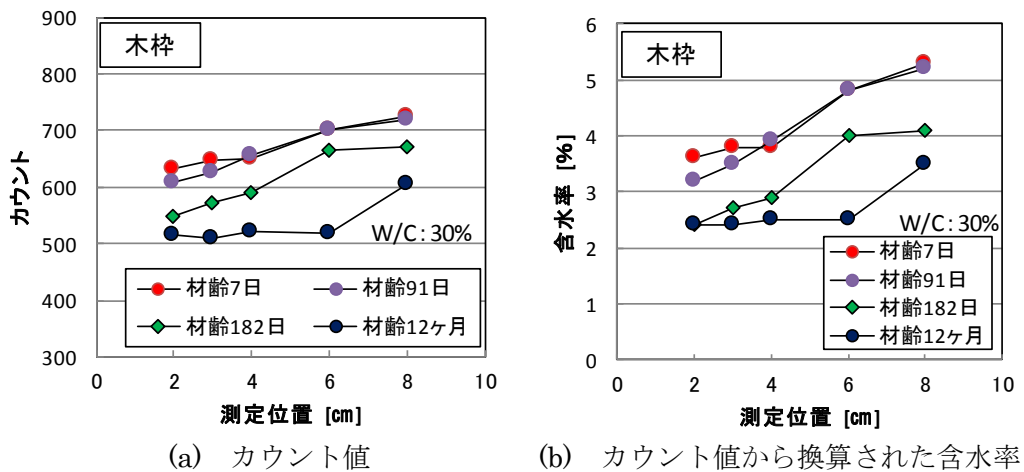 900
800
700
600
500
400
300
カウント
木枠
W/C：30%
材齢7日
材齢91日
材齢182日
材齢12ヶ月
0
2
4
6
8
10
測定位置 [cm]
(a) カウント値
6
5
4
3
2
1
0
含水率 [%]
木枠
W/C：30%
材齢7日
材齢91日
材齢182日
材齢12ヶ月
0
2
4
6
8
10
測定位置 [cm]
(b) カウント値から換算された含水率